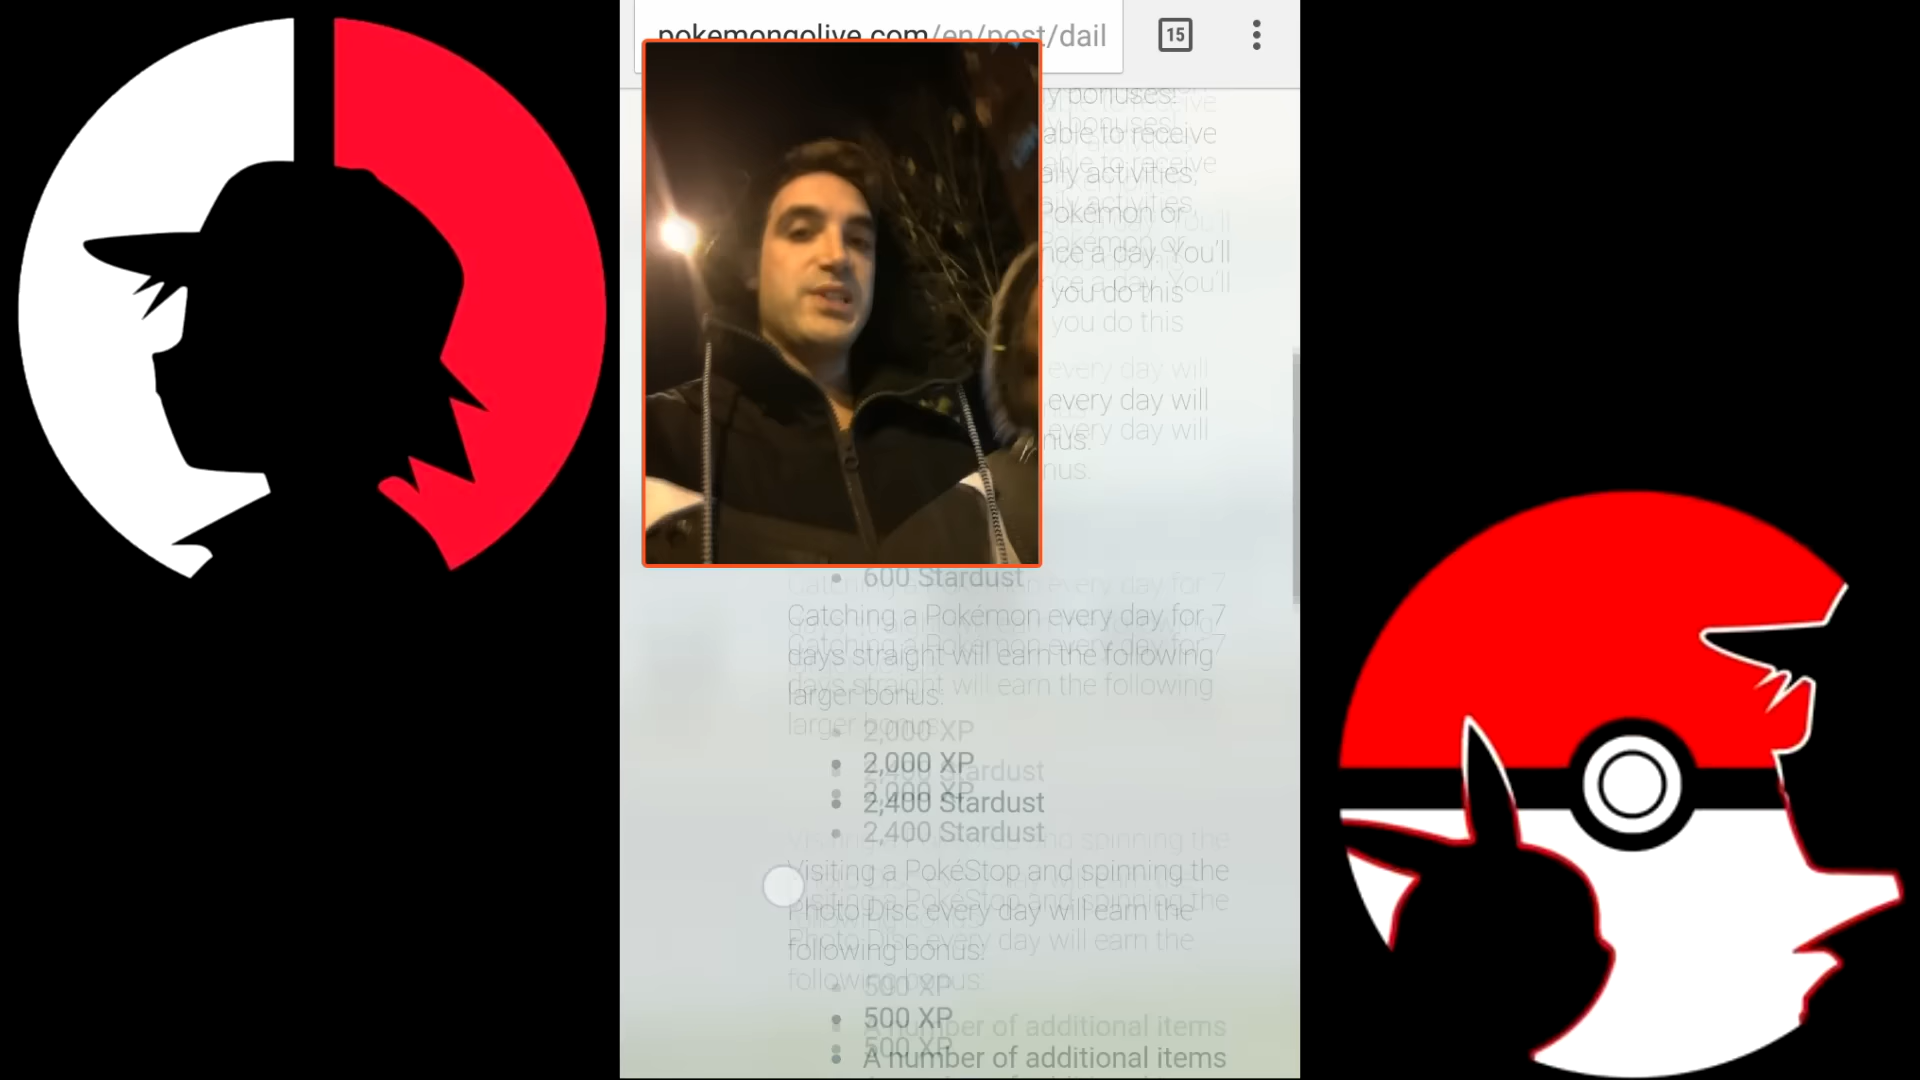 pokemongolive.com/en/post/dail
15
y bonuses!
able to receive
aily activities,
Pokémon or
nce a day. You'll
you do this
every day will
nus:
600 Stardust
Catching a Pokémon every day for 7
days straight will earn the following
larger bonus:
2,000 XP
2,400 Stardust
Visiting a PokéStop and spinning the
Photo Disc every day will earn the
following bonus:
500 XP
A number of additional items